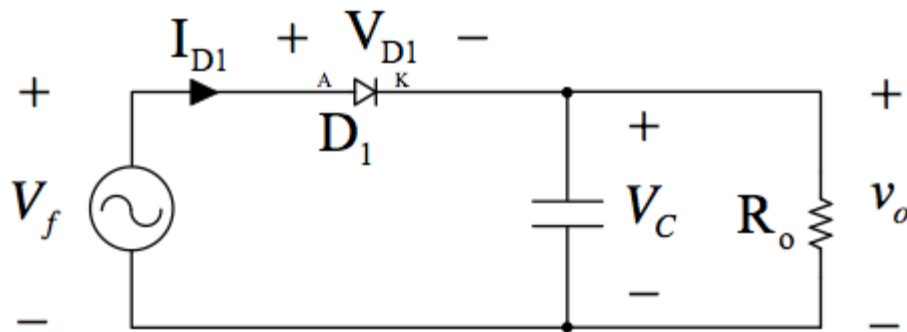 I_D1 + V_D1 −
+ A K + +
D_1
V_f V_C R_o v_o
− − −